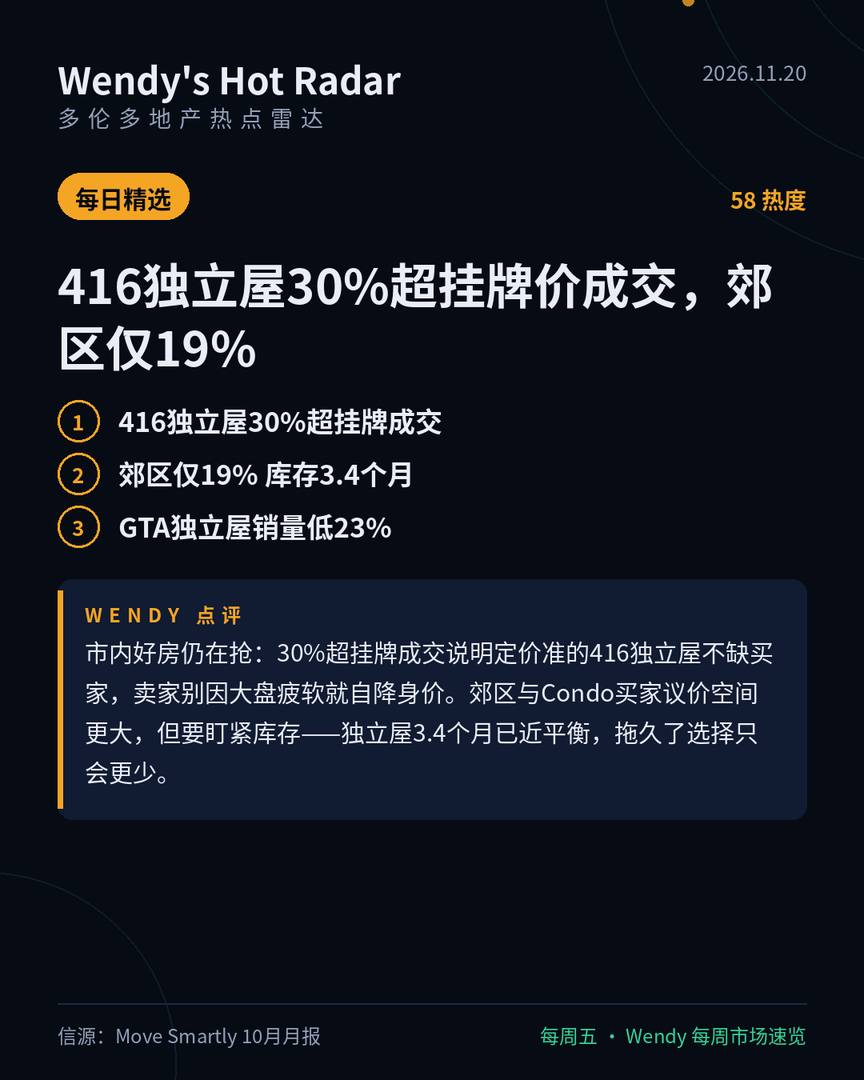 Wendy's Hot Radar
2026.11.20
多伦多地产热点雷达
每日精选
58 热度
416独立屋30%超挂牌价成交，郊
区仅19%
1 416独立屋30%超挂牌成交
2 郊区仅19% 库存3.4个月
3 GTA独立屋销量低23%
WENDY 点评
市内好房仍在抢：30%超挂牌成交说明定价准的416独立屋不缺买
家，卖家别因大盘疲软就自降身价。郊区与Condo买家议价空间
更大，但要盯紧库存——独立屋3.4个月已近平衡，拖久了选择只
会更少。
信源：Move Smartly 10月月报
每周五 · Wendy 每周市场速览